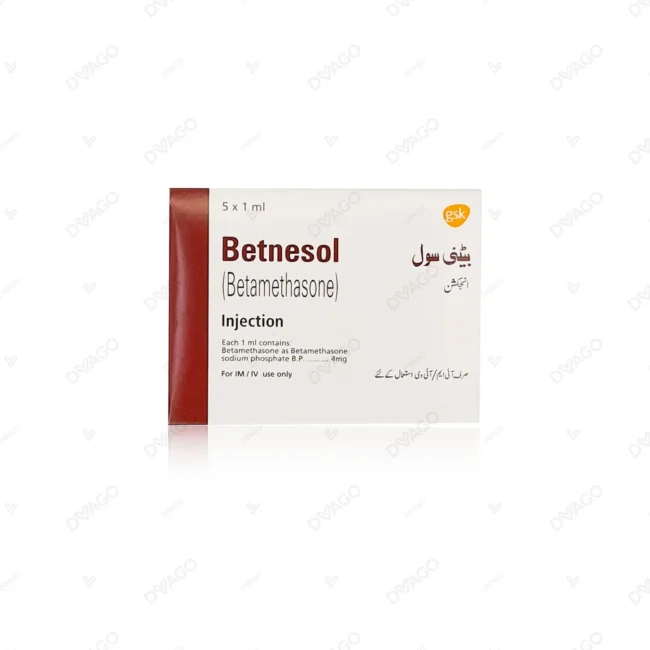 5 x 1 ml
gsk
Betnesol
بیٹنی سول
(Betamethasone)
انجکشن
Injection
Each 1 ml contains:
Betamethasone as Betamethasone
sodium phosphate B.P. ........ 4mg
For IM / IV use only
صرف آئی ایم/آئی وی استعمال کے لئے
DVAGO